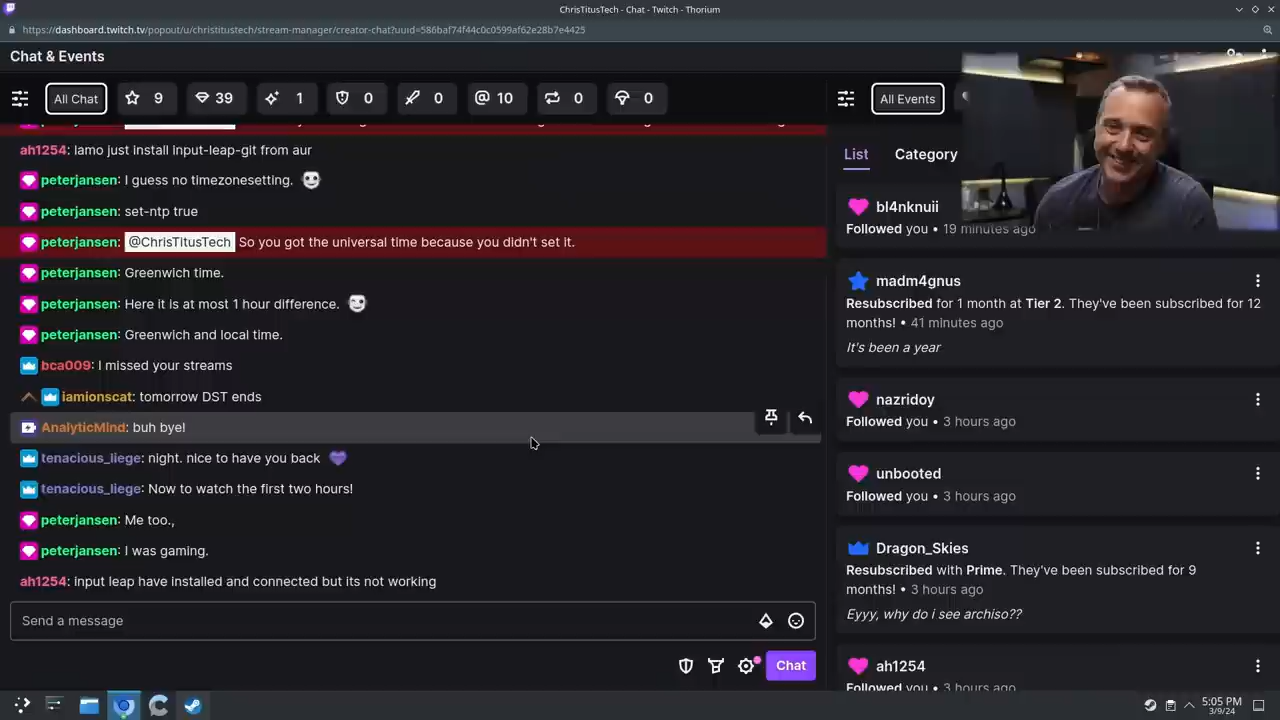 ChrisTitusTech - Chat - Twitch - Thorium
https://dashboard.twitch.tv/popout/u/christitustech/stream-manager/creator-chat?uuid=586baf74f44c0c0599af62e28b7e4425
Chat & Events
All Chat 9 39 1 0 0 10 0 0
ah1254: lamo just install input-leap-git from aur
peterjansen: I guess no timezonesetting.
peterjansen: set-ntp true
peterjansen: @ChrisTitusTech So you got the universal time because you didn't set it.
peterjansen: Greenwich time.
peterjansen: Here it is at most 1 hour difference.
peterjansen: Greenwich and local time.
bca009: I missed your streams
iamionscat: tomorrow DST ends
AnalyticMind: buh bye!
tenacious_liege: night. nice to have you back
tenacious_liege: Now to watch the first two hours!
peterjansen: Me too.,
peterjansen: I was gaming.
ah1254: input leap have installed and connected but its not working
Send a message
Chat
All Events
List Category
bl4nknuii
Followed you • 19 minutes ago
madm4gnus
Resubscribed for 1 month at Tier 2. They've been subscribed for 12
months! • 41 minutes ago
It's been a year
nazridoy
Followed you • 3 hours ago
unbooted
Followed you • 3 hours ago
Dragon_Skies
Resubscribed with Prime. They've been subscribed for 9
months! • 3 hours ago
Eyyy, why do i see archiso??
ah1254
Followed you • 3 hours ago
5:05 PM
3/9/24